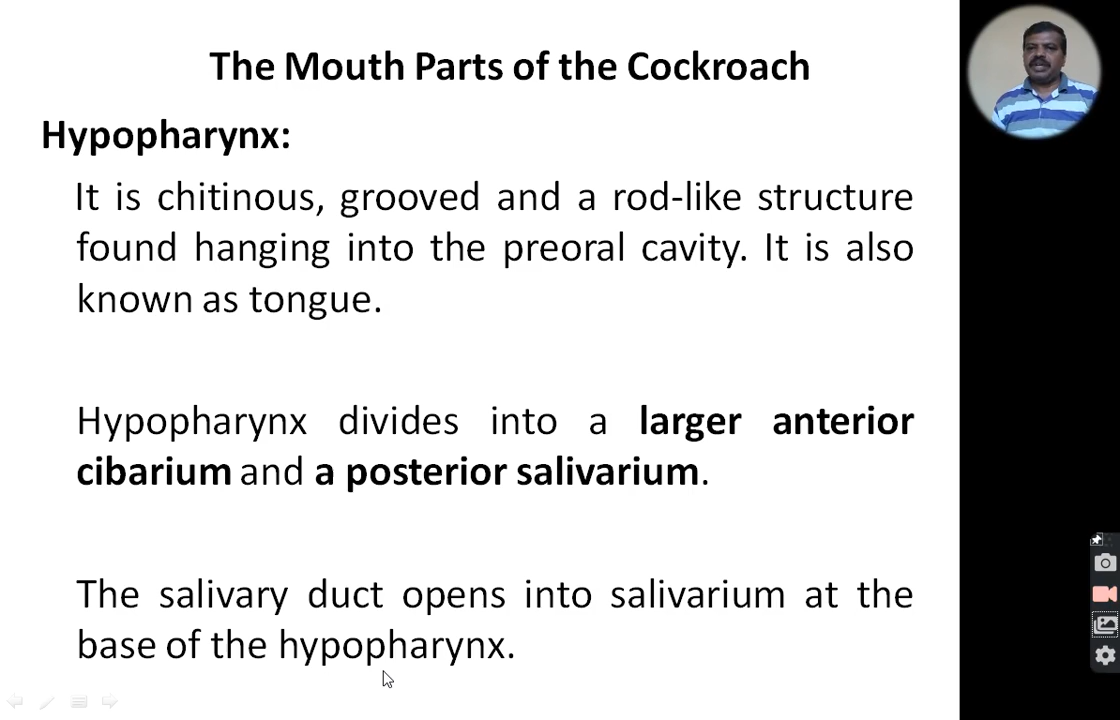 The Mouth Parts of the Cockroach
Hypopharynx:
It is chitinous, grooved and a rod-like structure
found hanging into the preoral cavity. It is also
known as tongue.
Hypopharynx divides into a larger anterior
cibarium and a posterior salivarium.
The salivary duct opens into salivarium at the
base of the hypopharynx.